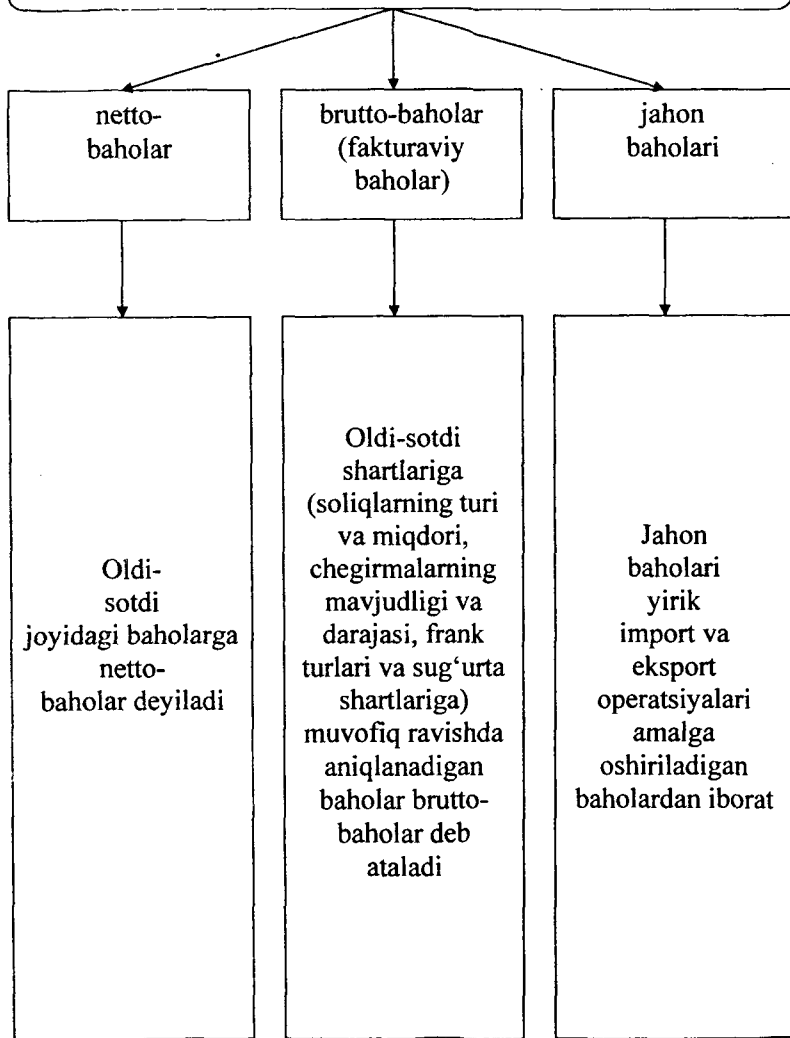 netto-
baholar
brutto-baholar
(fakturaviy
baholar)
jahon
baholari
Oldi-
sotdi
joyidagi baholarga
netto-
baholar deyiladi
Oldi-sotdi
shartlariga
(soliqlarning turi
va miqdori,
chegirmalarning
mavjudligi va
darajasi, frank
turlari va sug‘urta
shartlariga)
muvofiq ravishda
aniqlanadigan
baholar brutto-
baholar deb
ataladi
Jahon
baholari
yirik
import va
eksport
operatsiyalari
amalga
oshiriladigan
baholardan iborat